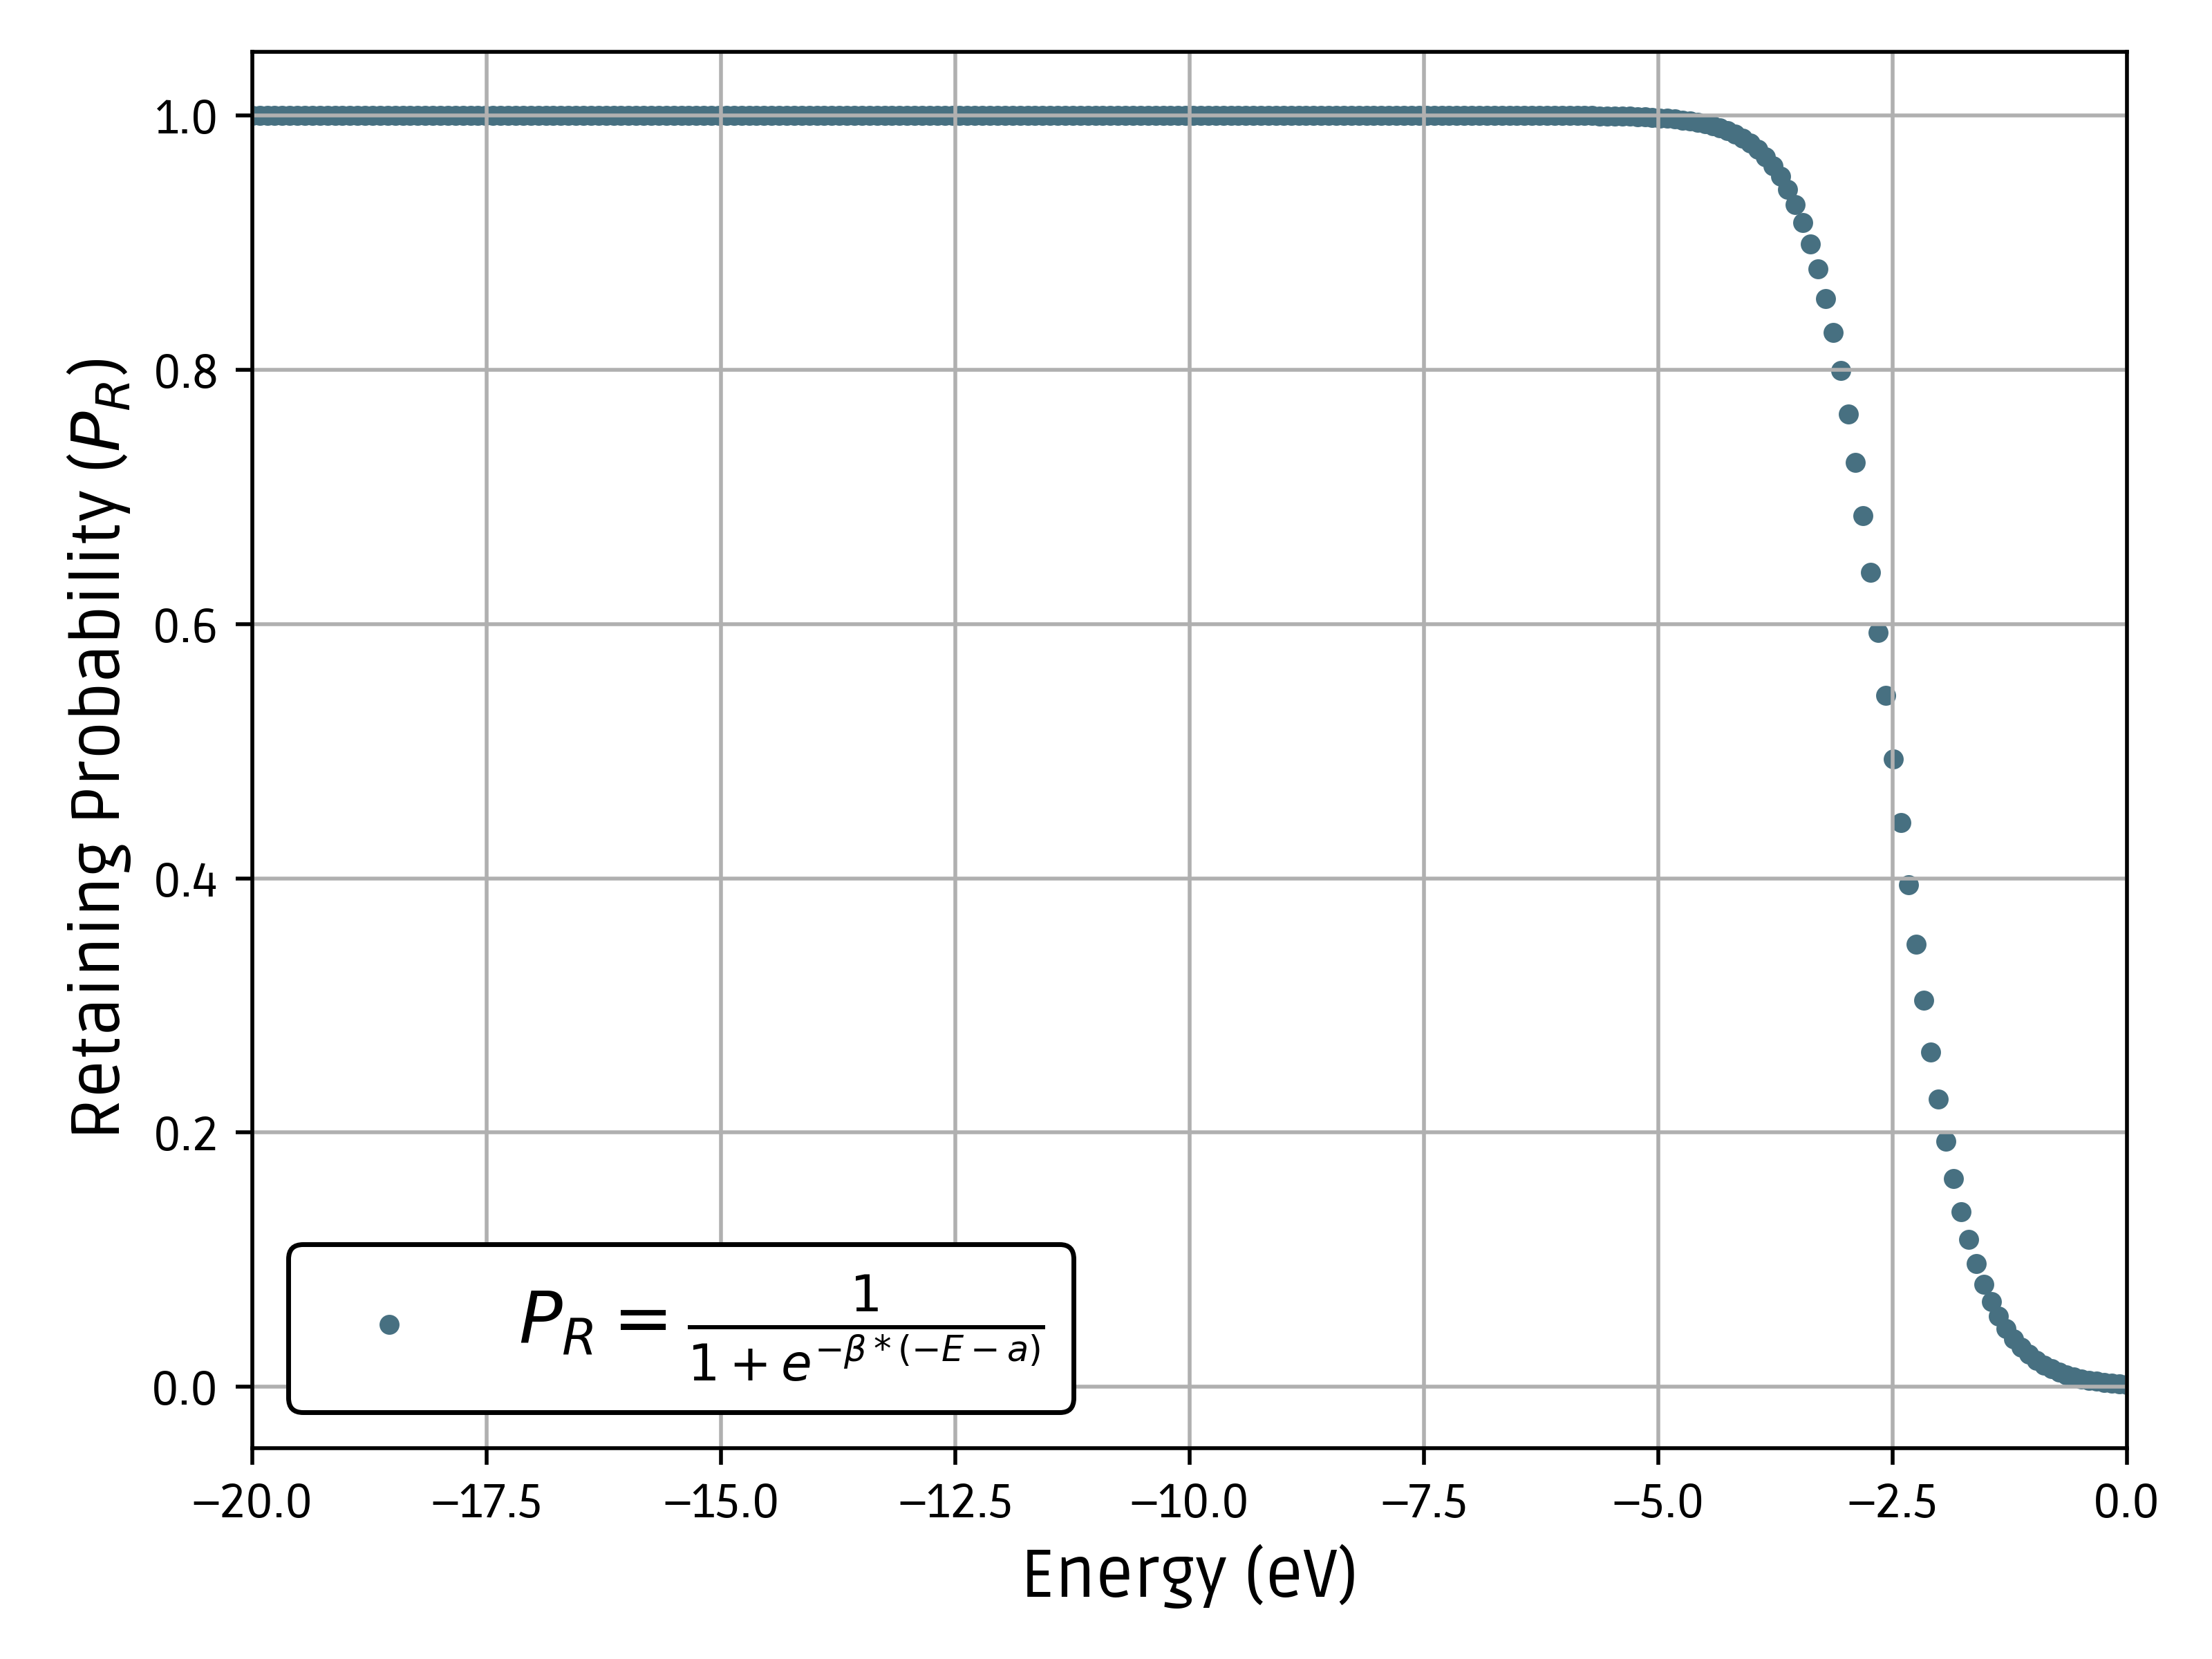 1.0
0.8
0.6
0.4
0.2
0.0
Retaining Probability (P_R)
P_R = \frac{1}{1 + e^{-β*(-E-a)}}
−20.0 −17.5 −15.0 −12.5 −10.0 −7.5 −5.0 −2.5 0.0
Energy (eV)